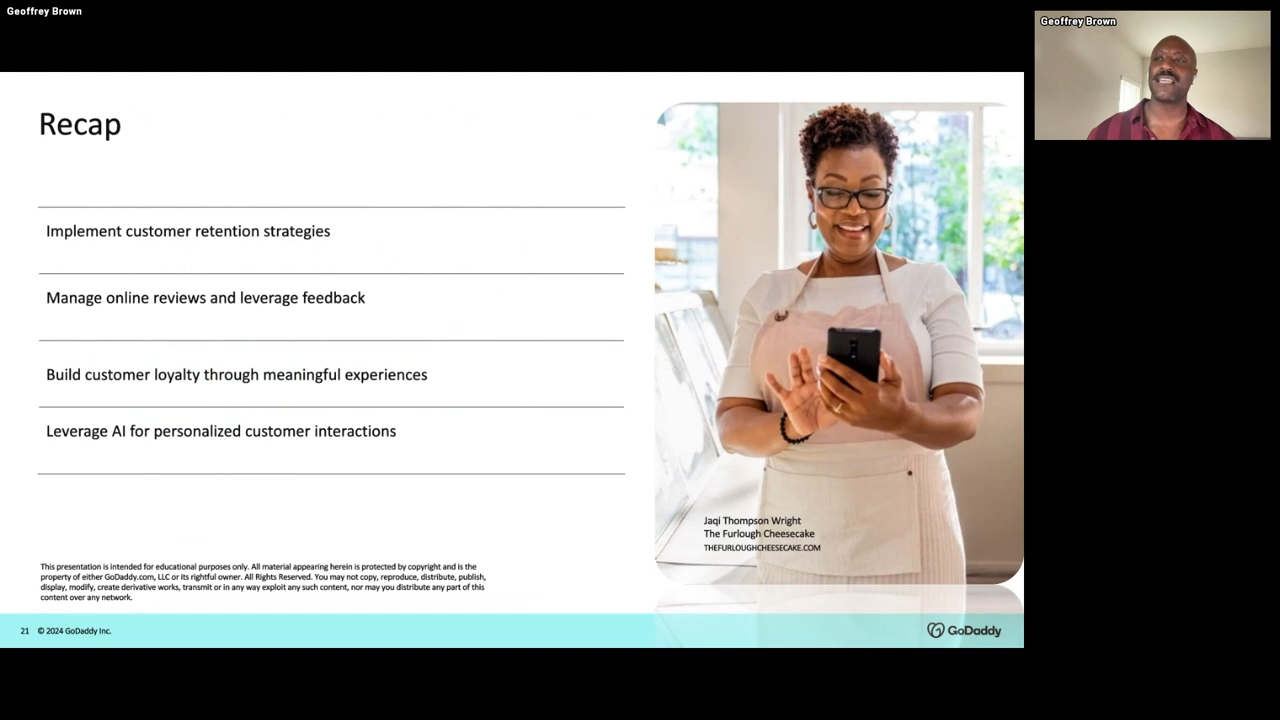 Geoffrey Brown
Geoffrey Brown
Recap
Implement customer retention strategies
Manage online reviews and leverage feedback
Build customer loyalty through meaningful experiences
Leverage AI for personalized customer interactions
Jaqi Thompson Wright
The Furlough Cheesecake
THEFURLOUGHCHEESECAKE.COM
This presentation is intended for educational purposes only. All material appearing herein is protected by copyright and is the
property of either GoDaddy.com, LLC or its rightful owner. All Rights Reserved. You may not copy, reproduce, distribute, publish,
display, modify, create derivative works, transmit or in any way exploit any such content, nor may you distribute any part of this
content over any network.
21 © 2024 GoDaddy Inc.
GoDaddy